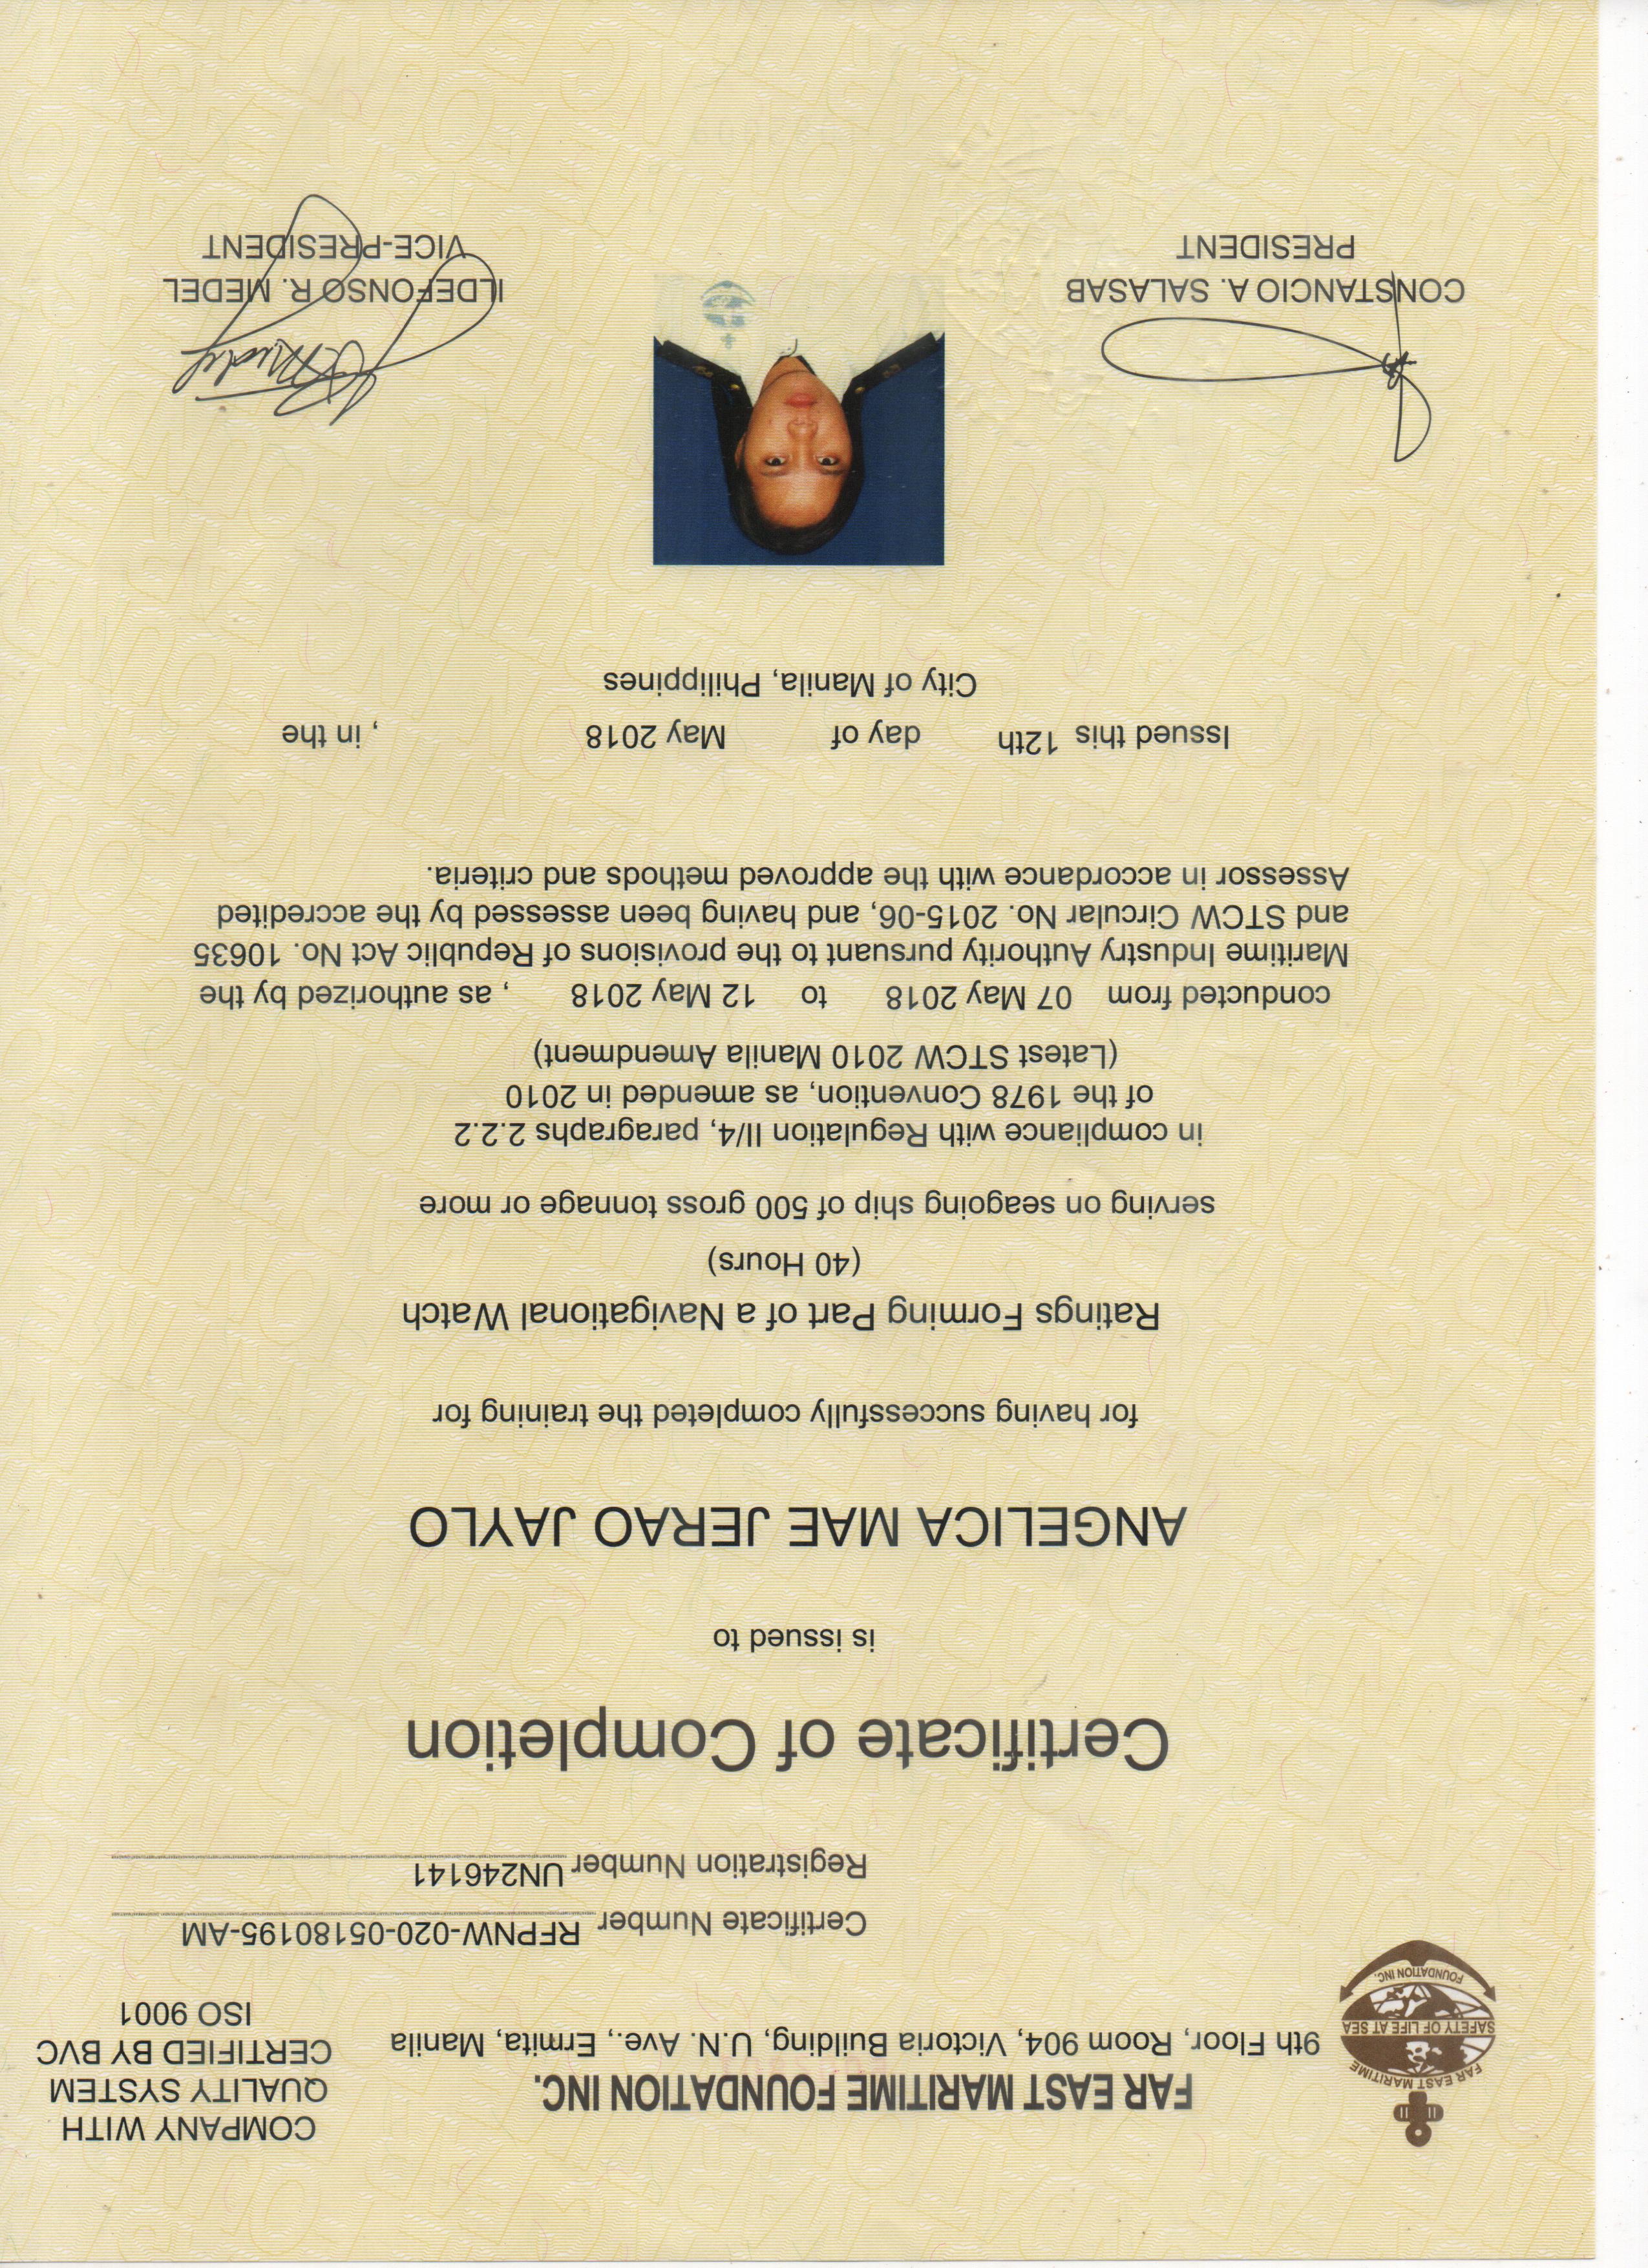 FAR EAST MARITIME
SAFETY OF LIFE AT SEA
FOUNDATION INC.
FAR EAST MARITIME FOUNDATION INC.
9th Floor, Room 904, Victoria Building, U.N. Ave., Ermita, Manila
COMPANY WITH
QUALITY SYSTEM
CERTIFIED BY BVC
ISO 9001
Certificate Number RFPNW-020-05180195-AM
Registration Number UN246141
Certificate of Completion
is issued to
ANGELICA MAE JERAO JAYLO
for having successfully completed the training for
Ratings Forming Part of a Navigational Watch
(40 Hours)
serving on seagoing ship of 500 gross tonnage or more
in compliance with Regulation II/4, paragraphs 2.2.2
of the 1978 Convention, as amended in 2010
(Latest STCW 2010 Manila Amendment)
conducted from 07 May 2018 to 12 May 2018 , as authorized by the
Maritime Industry Authority pursuant to the provisions of Republic Act No. 10635
and STCW Circular No. 2015-06, and having been assessed by the accredited
Assessor in accordance with the approved methods and criteria.
Issued this 12th day of May 2018 , in the
City of Manila, Philippines
CONSTANCIO A. SALASAB
PRESIDENT
ILDEFONSO R. MEDEL
VICE-PRESIDENT